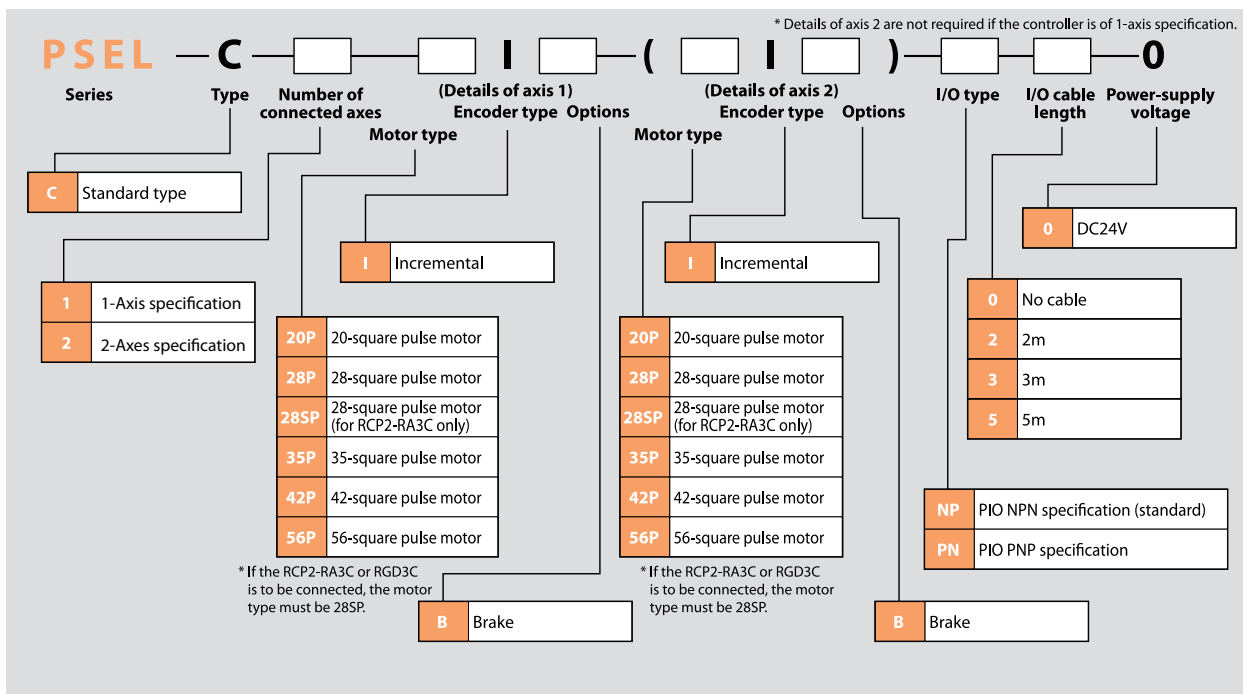 * Details of axis 2 are not required if the controller is of 1-axis specification.
PSEL — C — — I — ( I ) — — — 0
Series
Type
Number of
connected axes
(Details of axis 1)
Motor type
Encoder type
Options
(Details of axis 2)
Motor type
Encoder type
Options
I/O type
I/O cable
length
Power-supply
voltage
C Standard type
1 1-Axis specification
2 2-Axes specification
I Incremental
20P 20-square pulse motor
28P 28-square pulse motor
28SP 28-square pulse motor
(for RCP2-RA3C only)
35P 35-square pulse motor
42P 42-square pulse motor
56P 56-square pulse motor
* If the RCP2-RA3C or RGD3C
is to be connected, the motor
type must be 28SP.
B Brake
I Incremental
20P 20-square pulse motor
28P 28-square pulse motor
28SP 28-square pulse motor
(for RCP2-RA3C only)
35P 35-square pulse motor
42P 42-square pulse motor
56P 56-square pulse motor
* If the RCP2-RA3C or RGD3C
is to be connected, the motor
type must be 28SP.
B Brake
0 DC24V
0 No cable
2 2m
3 3m
5 5m
NP PIO NPN specification (standard)
PN PIO PNP specification